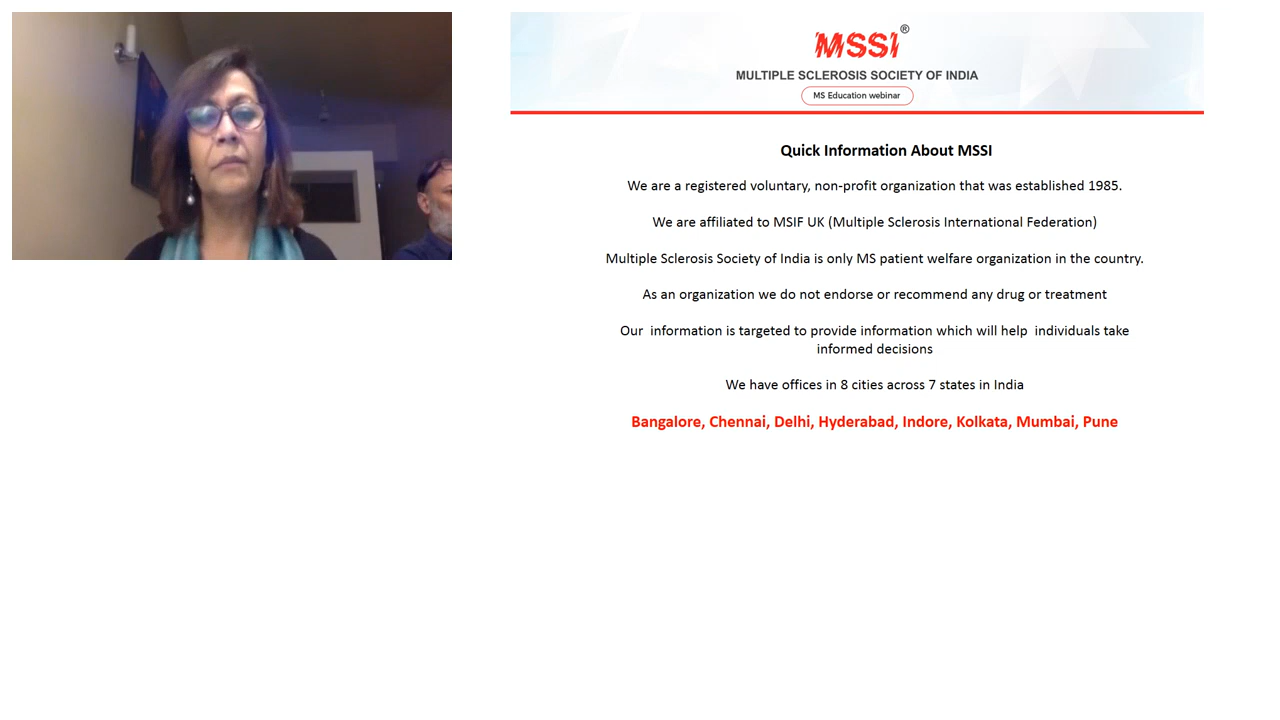 MSSI®
MULTIPLE SCLEROSIS SOCIETY OF INDIA
MS Education webinar
Quick Information About MSSI
We are a registered voluntary, non-profit organization that was established 1985.
We are affiliated to MSIF UK (Multiple Sclerosis International Federation)
Multiple Sclerosis Society of India is only MS patient welfare organization in the country.
As an organization we do not endorse or recommend any drug or treatment
Our  information is targeted to provide information which will help  individuals take
informed decisions
We have offices in 8 cities across 7 states in India
Bangalore, Chennai, Delhi, Hyderabad, Indore, Kolkata, Mumbai, Pune